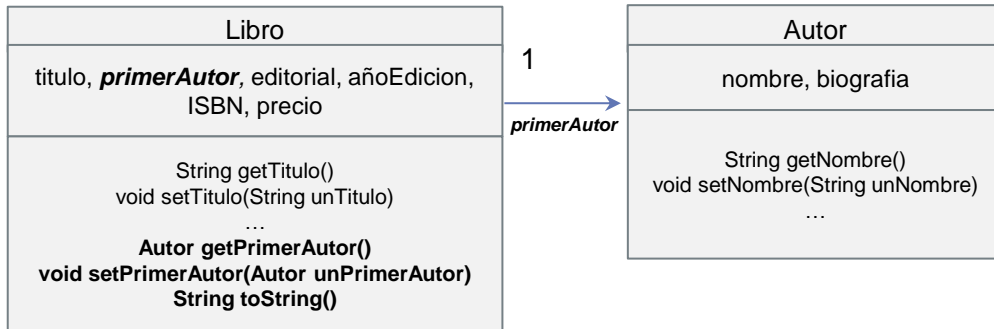 Libro
titulo, primerAutor, editorial, añoEdicion,
ISBN, precio
String getTitulo()
void setTitulo(String unTitulo)
…
Autor getPrimerAutor()
void setPrimerAutor(Autor unPrimerAutor)
String toString()
1
primerAutor
Autor
nombre, biografia
String getNombre()
void setNombre(String unNombre)
…